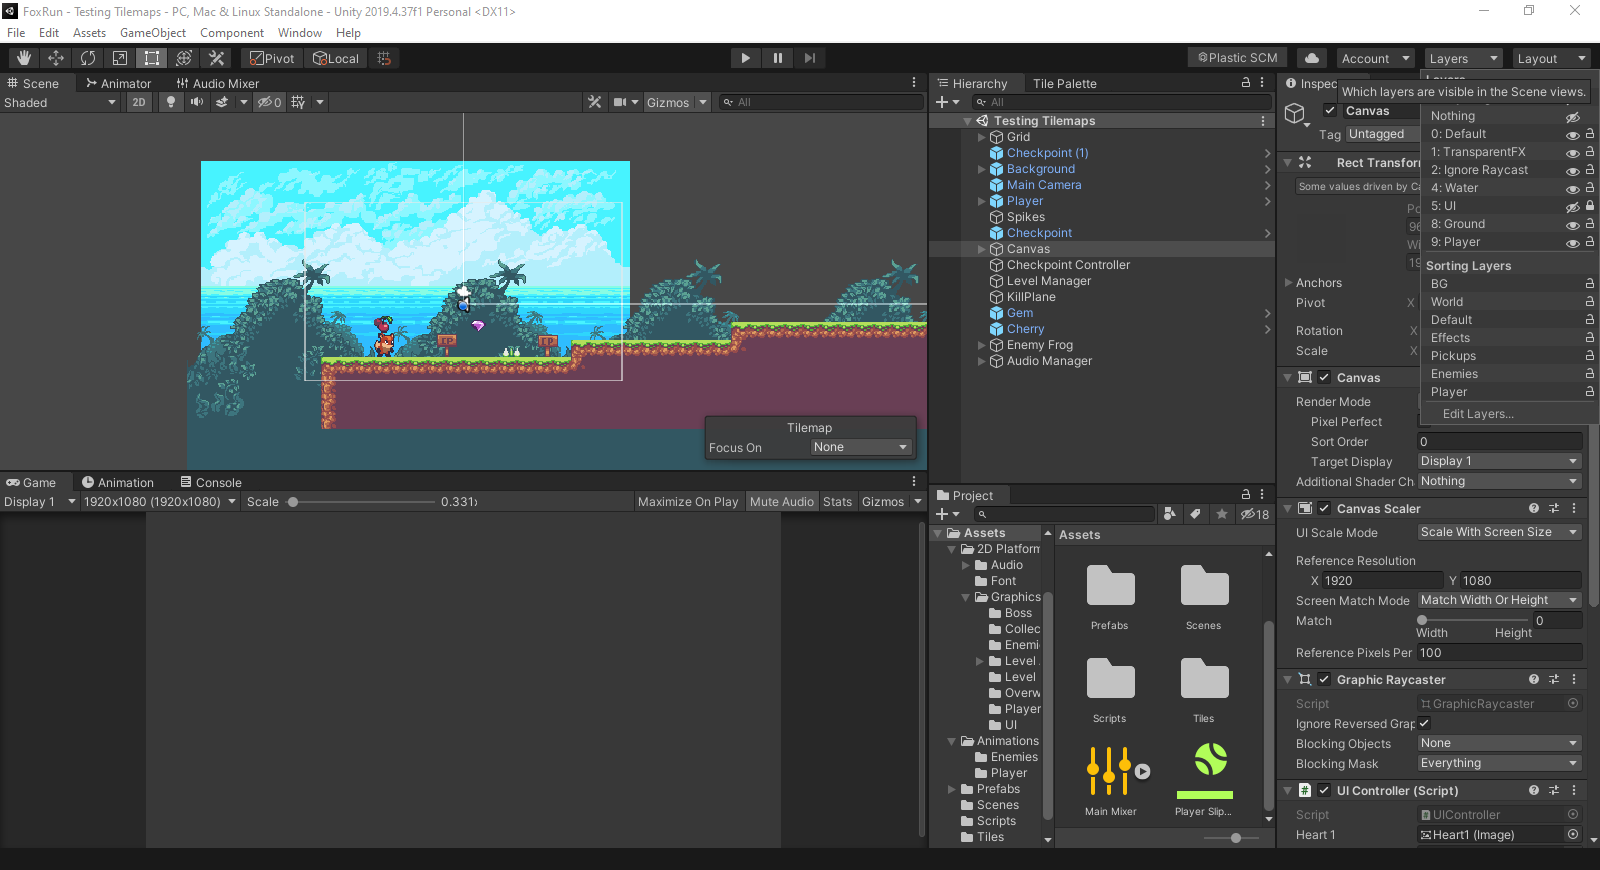 FoxRun - Testing Tilemaps - PC, Mac & Linux Standalone - Unity 2019.4.37f1 Personal <DX11>
File Edit Assets GameObject Component Window Help
Pivot Local Plastic SCM Account Layers Layout
Scene Animator Audio Mixer
Shaded 2D 0 Gizmos All
Tilemap
Focus On None
Game Animation Console
Display 1 1920x1080 (1920x1080) Scale 0.331 Maximize On Play Mute Audio Stats Gizmos
Hierarchy Tile Palette
All
Testing Tilemaps
Grid
Checkpoint (1)
Background
Main Camera
Player
Spikes
Checkpoint
Canvas
Checkpoint Controller
Level Manager
KillPlane
Gem
Cherry
Enemy Frog
Audio Manager
Project
18
Assets
2D Platform
Audio
Font
Graphics
Boss
Collec
Enemi
Level
Level
Overw
Player
UI
Animations
Enemies
Player
Prefabs
Scenes
Scripts
Tiles
Assets
Prefabs Scenes
Scripts Tiles
Main Mixer Player Slip...
Inspec
Which layers are visible in the Scene views.
Canvas
Tag Untagged
Rect Transfor
Some values driven by Ca
Anchors
Pivot X
Rotation X
Scale X
Layers
Nothing
0: Default
1: TransparentFX
2: Ignore Raycast
4: Water
5: UI
8: Ground
9: Player
Sorting Layers
BG
World
Default
Effects
Pickups
Enemies
Player
Edit Layers...
Canvas
Render Mode
Pixel Perfect
Sort Order 0
Target Display Display 1
Additional Shader Ch Nothing
Canvas Scaler
UI Scale Mode Scale With Screen Size
Reference Resolution
X 1920 Y 1080
Screen Match Mode Match Width Or Height
Match 0
Width Height
Reference Pixels Per 100
Graphic Raycaster
Script GraphicRaycaster
Ignore Reversed Grap
Blocking Objects None
Blocking Mask Everything
UI Controller (Script)
Script UIController
Heart 1 Heart1 (Image)